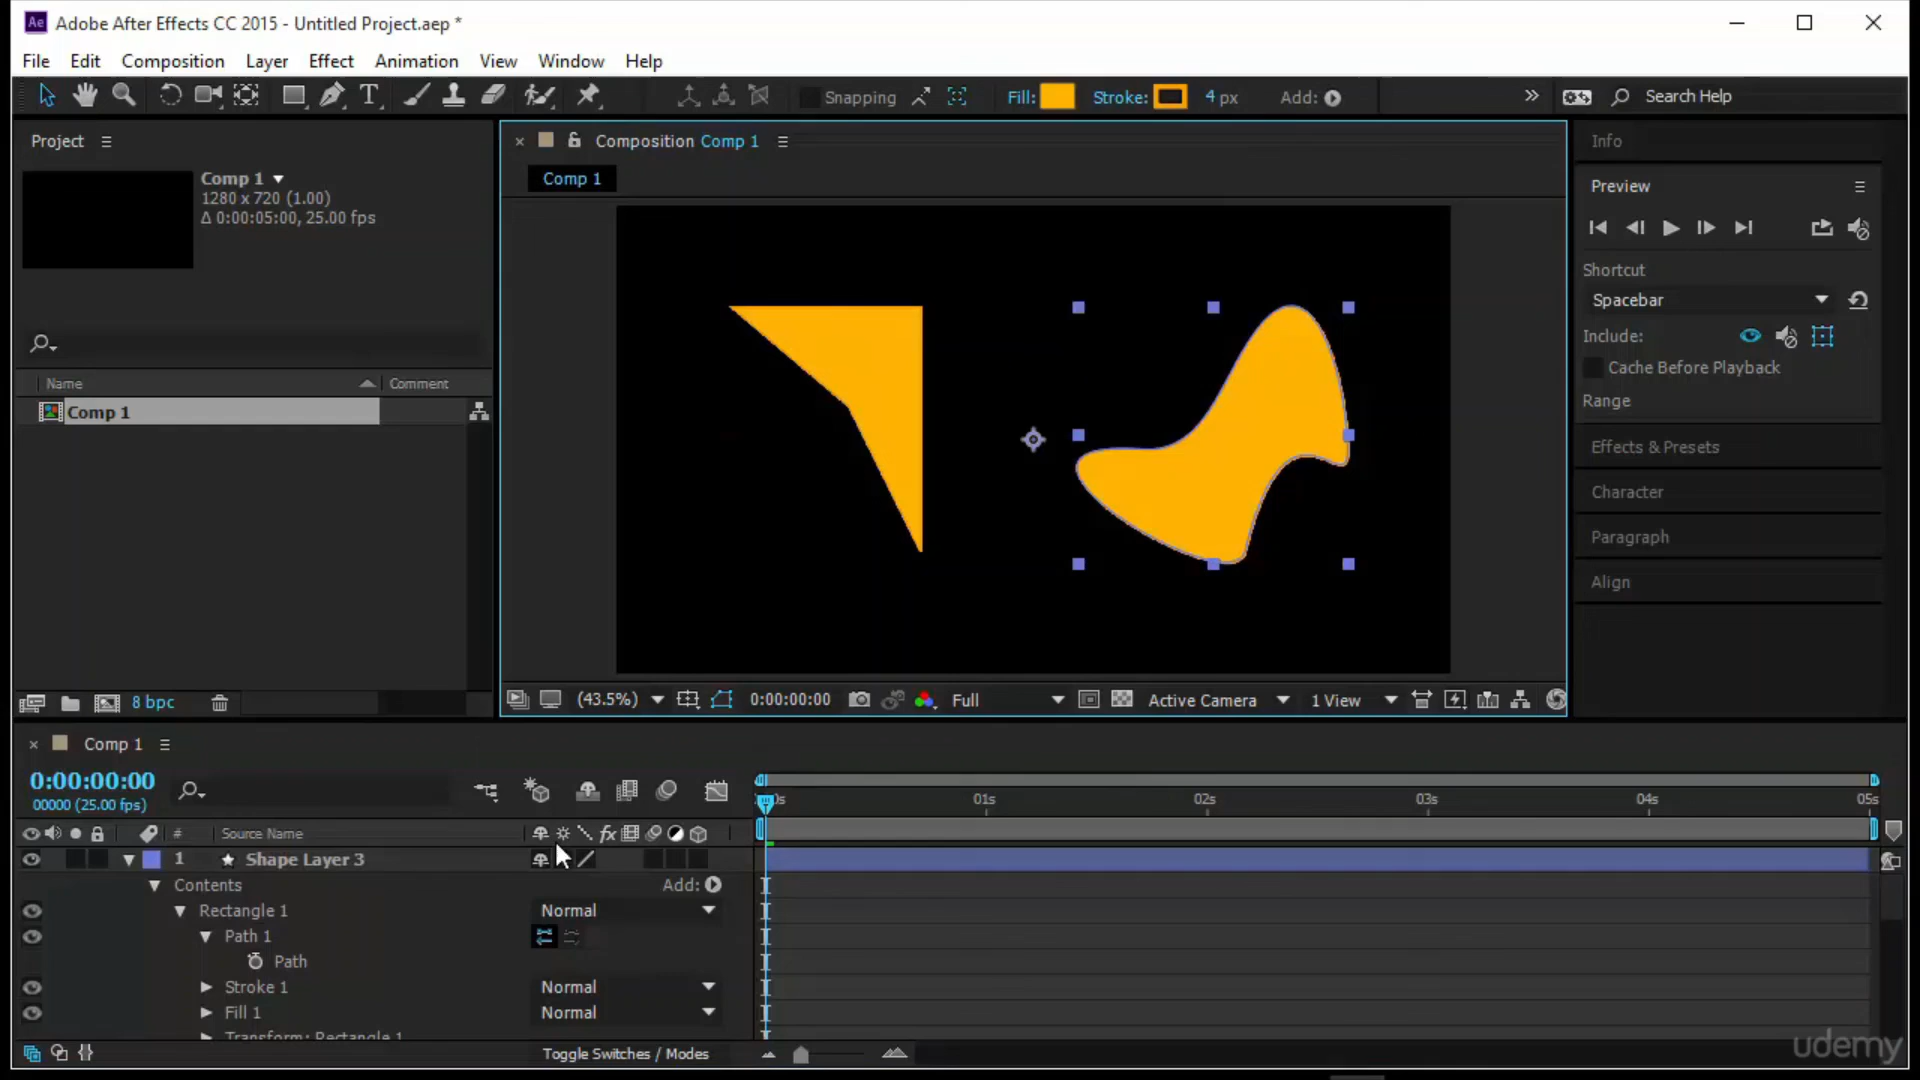 Ae Adobe After Effects CC 2015 - Untitled Project.aep *
File Edit Composition Layer Effect Animation View Window Help
T Snapping Fill: Stroke: 4 px Add: Search Help
Project
Comp 1
1280 x 720 (1.00)
Δ 0:00:05:00, 25.00 fps
Name Comment
Comp 1
8 bpc
Composition Comp 1
Comp 1
(43.5%) 0:00:00:00 Full Active Camera 1 View
Info
Preview
Shortcut
Spacebar
Include:
Cache Before Playback
Range
Effects & Presets
Character
Paragraph
Align
Comp 1
0:00:00:00
00000 (25.00 fps)
0s 01s 02s 03s 04s 05s
# Source Name fx
1 Shape Layer 3
Contents Add:
Rectangle 1 Normal
Path 1
Path
Stroke 1 Normal
Fill 1 Normal
Transform: Rectangle 1
Toggle Switches / Modes
udemy